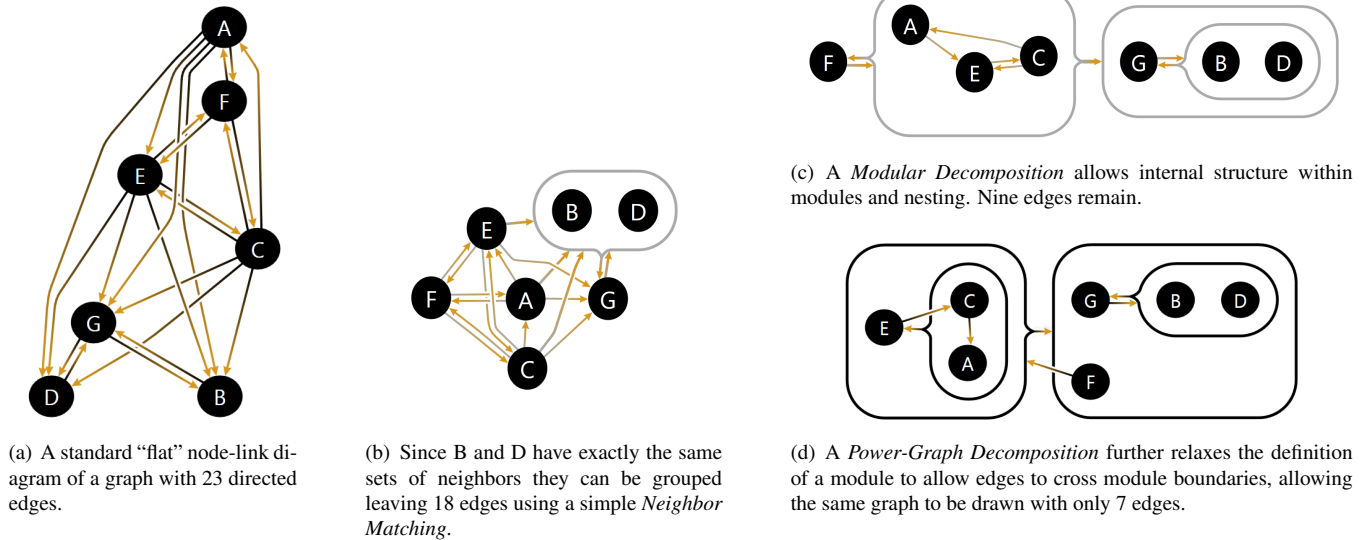 A
F
E
C
G
D
B
(a) A standard “flat” node-link di-
agram of a graph with 23 directed
edges.
B
D
E
F
A
G
C
(b) Since B and D have exactly the same
sets of neighbors they can be grouped
leaving 18 edges using a simple Neighbor
Matching.
A
F
E
C
G
B
D
(c) A Modular Decomposition allows internal structure within
modules and nesting. Nine edges remain.
C
E
A
G
B
D
F
(d) A Power-Graph Decomposition further relaxes the definition
of a module to allow edges to cross module boundaries, allowing
the same graph to be drawn with only 7 edges.